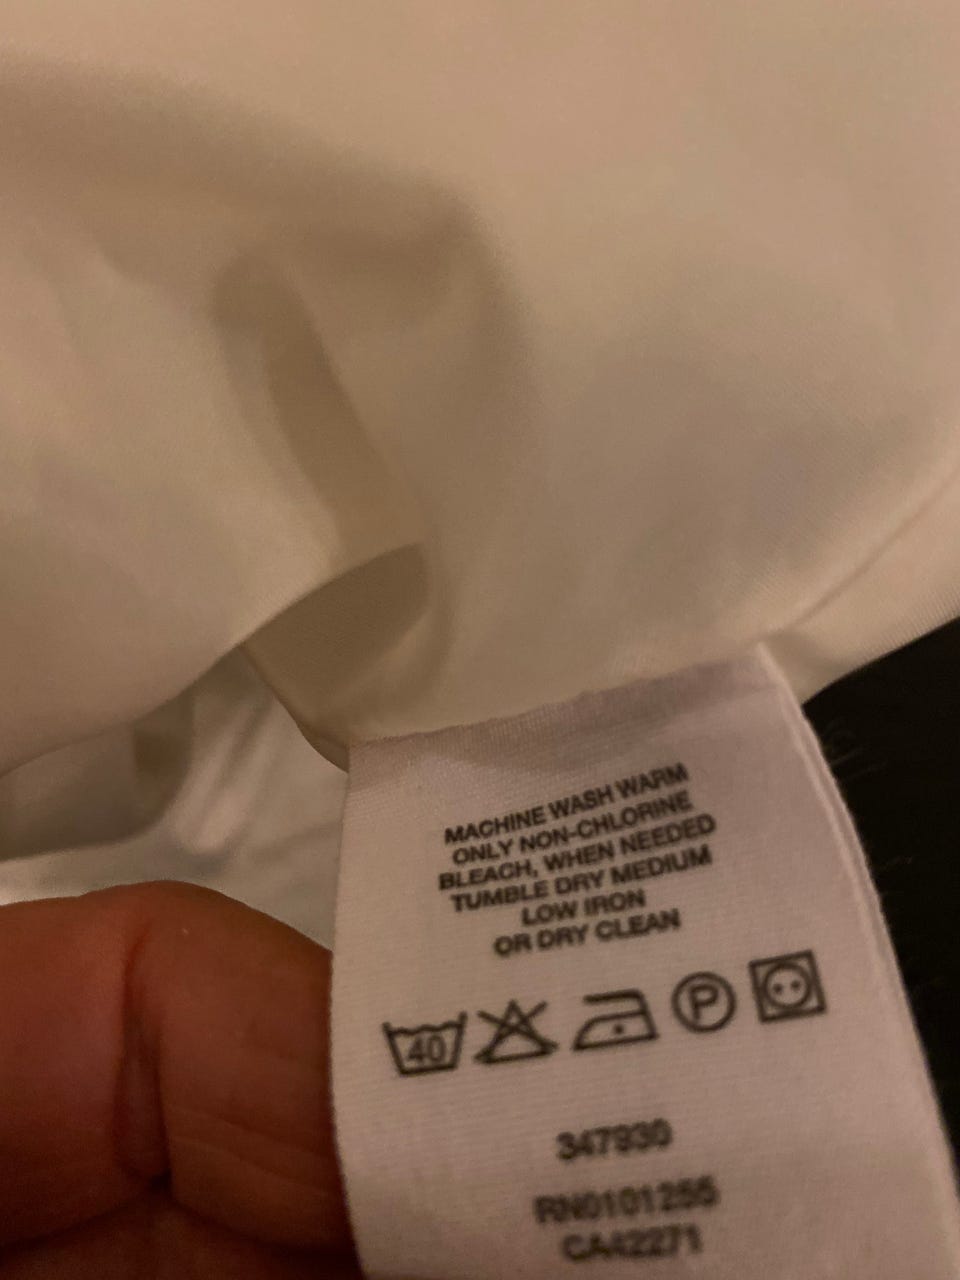 MACHINE WASH WARM
ONLY NON-CHLORINE
BLEACH, WHEN NEEDED
TUMBLE DRY MEDIUM
LOW IRON
OR DRY CLEAN
40 P
347930
RN0101255
CA42271